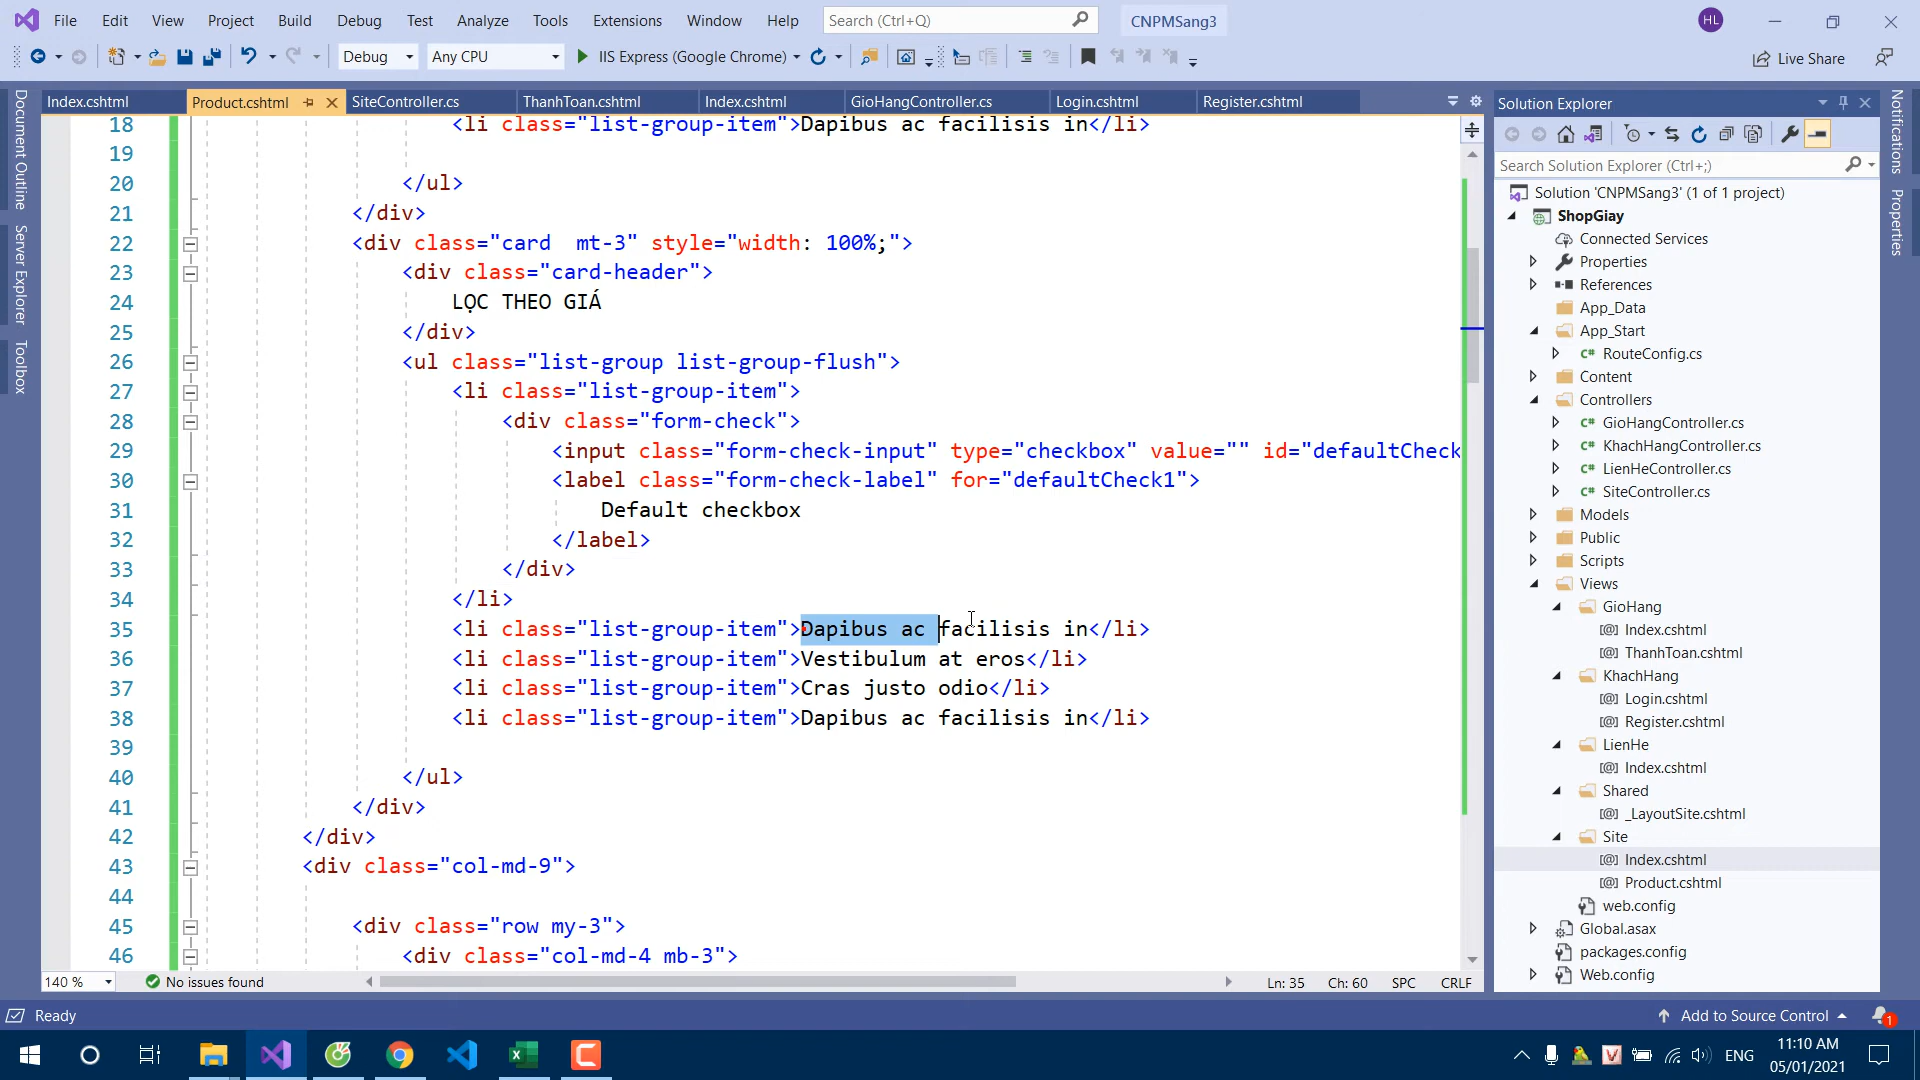 File Edit View Project Build Debug Test Analyze Tools Extensions Window Help Search (Ctrl+Q) CNPMSang3 HL
Debug Any CPU IIS Express (Google Chrome) Live Share
Index.cshtml Product.cshtml SiteController.cs ThanhToan.cshtml Index.cshtml GioHangController.cs Login.cshtml Register.cshtml
Document Outline
Server Explorer
Toolbox
18 <li class="list-group-item">Dapibus ac facilisis in</li>
19
20 </ul>
21 </div>
22 <div class="card  mt-3" style="width: 100%;">
23 <div class="card-header">
24 LỌC THEO GIÁ
25 </div>
26 <ul class="list-group list-group-flush">
27 <li class="list-group-item">
28 <div class="form-check">
29 <input class="form-check-input" type="checkbox" value="" id="defaultCheck
30 <label class="form-check-label" for="defaultCheck1">
31 Default checkbox
32 </label>
33 </div>
34 </li>
35 <li class="list-group-item">Dapibus ac facilisis in</li>
36 <li class="list-group-item">Vestibulum at eros</li>
37 <li class="list-group-item">Cras justo odio</li>
38 <li class="list-group-item">Dapibus ac facilisis in</li>
39
40 </ul>
41 </div>
42 </div>
43 <div class="col-md-9">
44
45 <div class="row my-3">
46 <div class="col-md-4 mb-3">
140 % No issues found Ln: 35 Ch: 60 SPC CRLF
Solution Explorer
Search Solution Explorer (Ctrl+;)
Solution 'CNPMSang3' (1 of 1 project)
ShopGiay
Connected Services
Properties
References
App_Data
App_Start
C# RouteConfig.cs
Content
Controllers
C# GioHangController.cs
C# KhachHangController.cs
C# LienHeController.cs
C# SiteController.cs
Models
Public
Scripts
Views
GioHang
[@] Index.cshtml
[@] ThanhToan.cshtml
KhachHang
[@] Login.cshtml
[@] Register.cshtml
LienHe
[@] Index.cshtml
Shared
[@] _LayoutSite.cshtml
Site
[@] Index.cshtml
[@] Product.cshtml
web.config
Global.asax
packages.config
Web.config
Notifications
Properties
Ready Add to Source Control 1
ENG 11:10 AM
05/01/2021